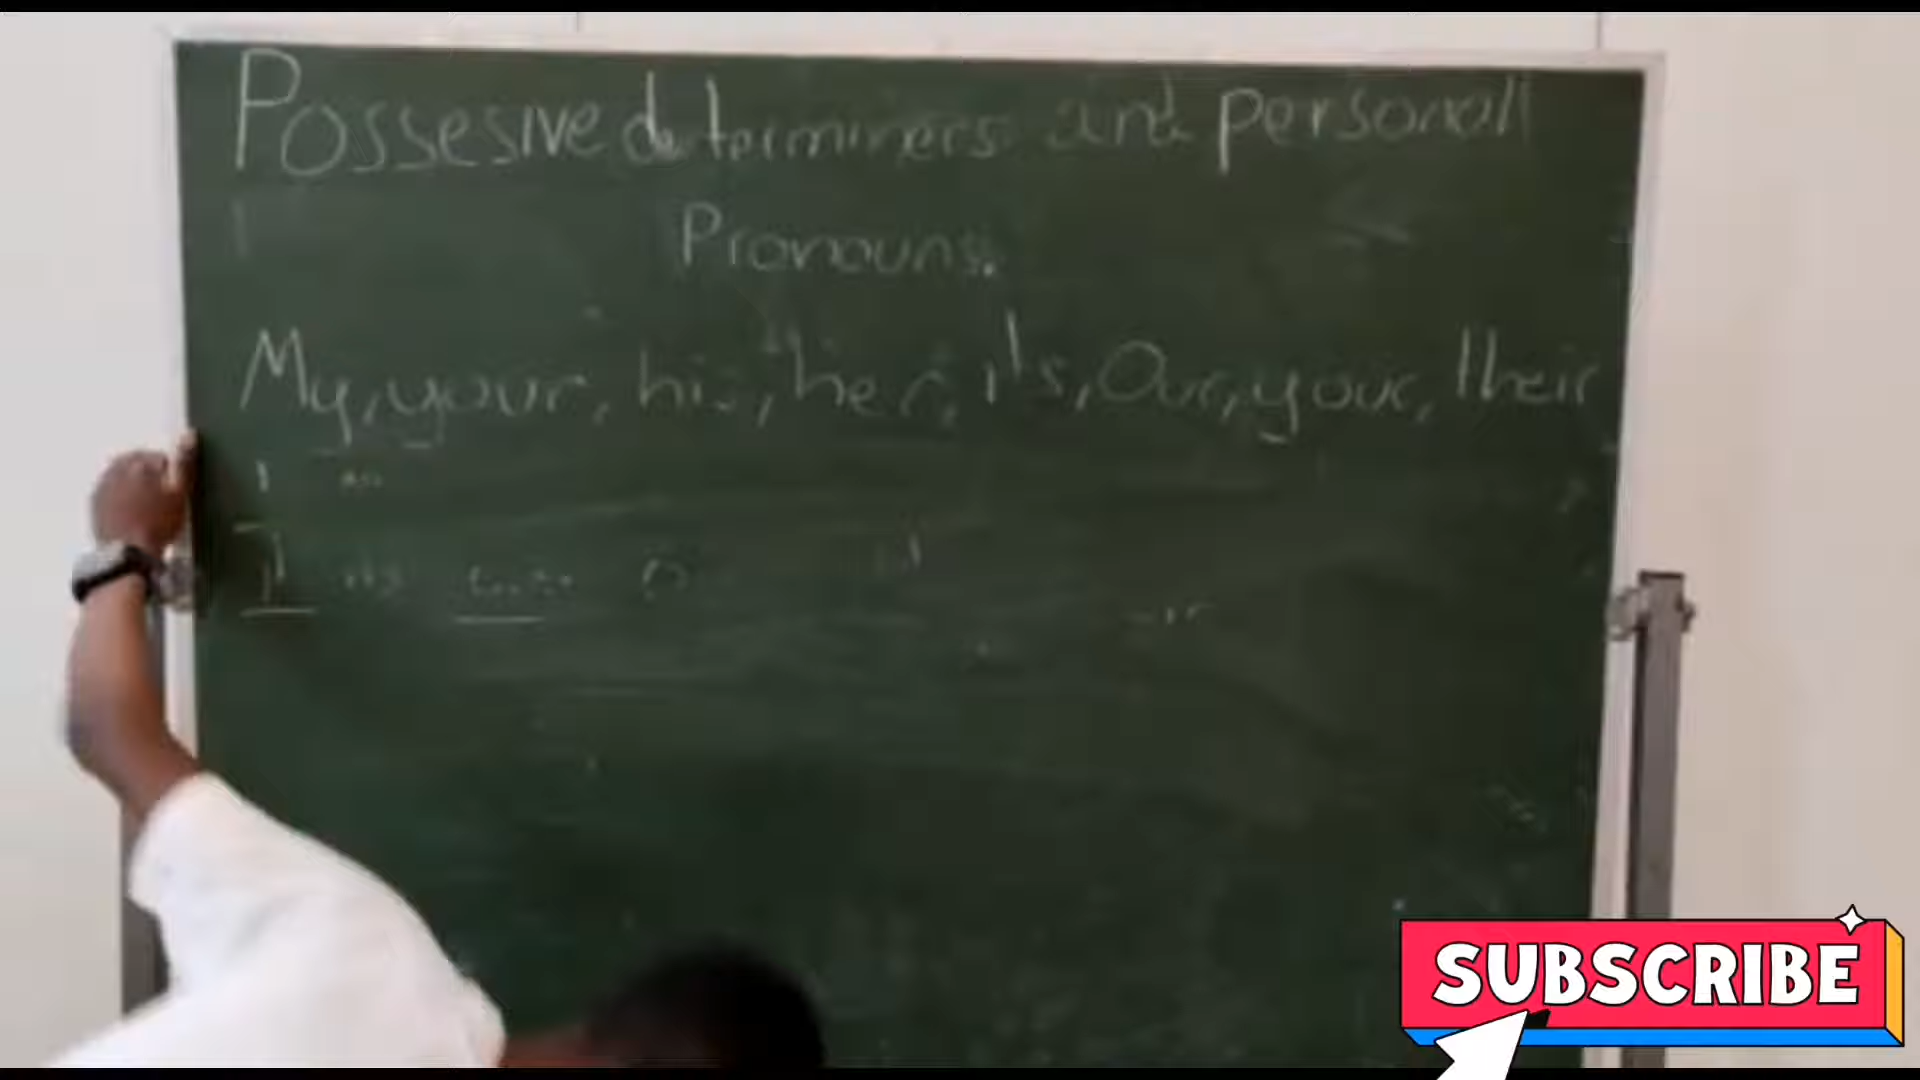 Possesive determiners and personall
Pronouns.
My, your, his, her, its, Our, your, their
SUBSCRIBE